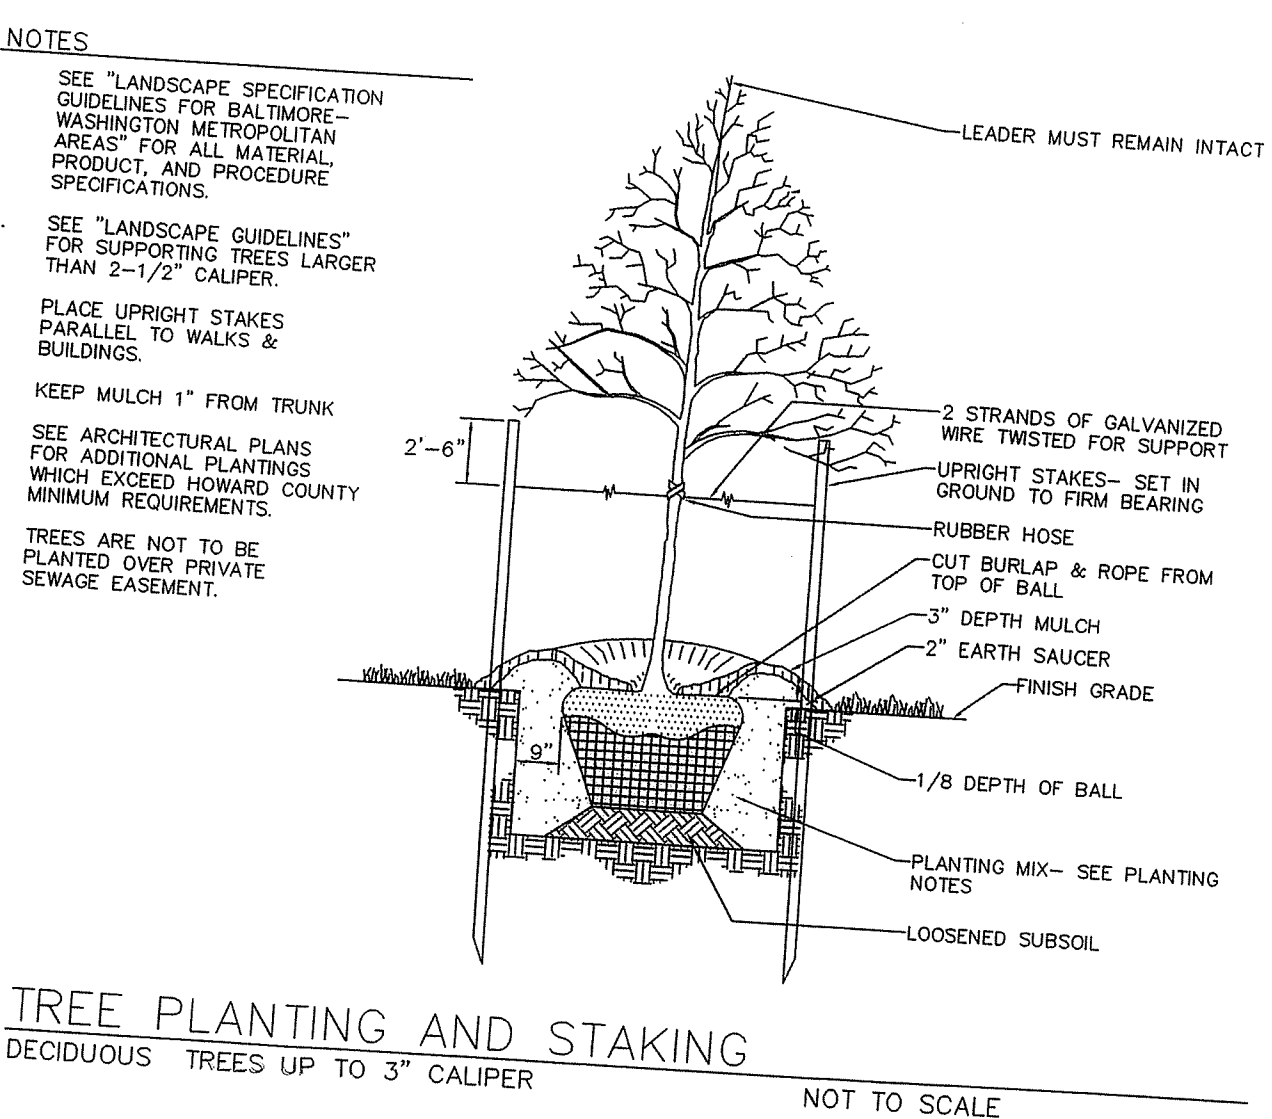 NOTES
SEE "LANDSCAPE SPECIFICATION
GUIDELINES FOR BALTIMORE-
WASHINGTON METROPOLITAN
AREAS" FOR ALL MATERIAL,
PRODUCT, AND PROCEDURE
SPECIFICATIONS.
SEE "LANDSCAPE GUIDELINES"
FOR SUPPORTING TREES LARGER
THAN 2-1/2" CALIPER.
PLACE UPRIGHT STAKES
PARALLEL TO WALKS &
BUILDINGS.
KEEP MULCH 1" FROM TRUNK
SEE ARCHITECTURAL PLANS
FOR ADDITIONAL PLANTINGS
WHICH EXCEED HOWARD COUNTY
MINIMUM REQUIREMENTS.
TREES ARE NOT TO BE
PLANTED OVER PRIVATE
SEWAGE EASEMENT.
LEADER MUST REMAIN INTACT
2'-6"
2 STRANDS OF GALVANIZED
WIRE TWISTED FOR SUPPORT
UPRIGHT STAKES- SET IN
GROUND TO FIRM BEARING
RUBBER HOSE
CUT BURLAP & ROPE FROM
TOP OF BALL
3" DEPTH MULCH
2" EARTH SAUCER
FINISH GRADE
9"
1/8 DEPTH OF BALL
PLANTING MIX- SEE PLANTING
NOTES
LOOSENED SUBSOIL
TREE PLANTING AND STAKING
DECIDUOUS TREES UP TO 3" CALIPER
NOT TO SCALE